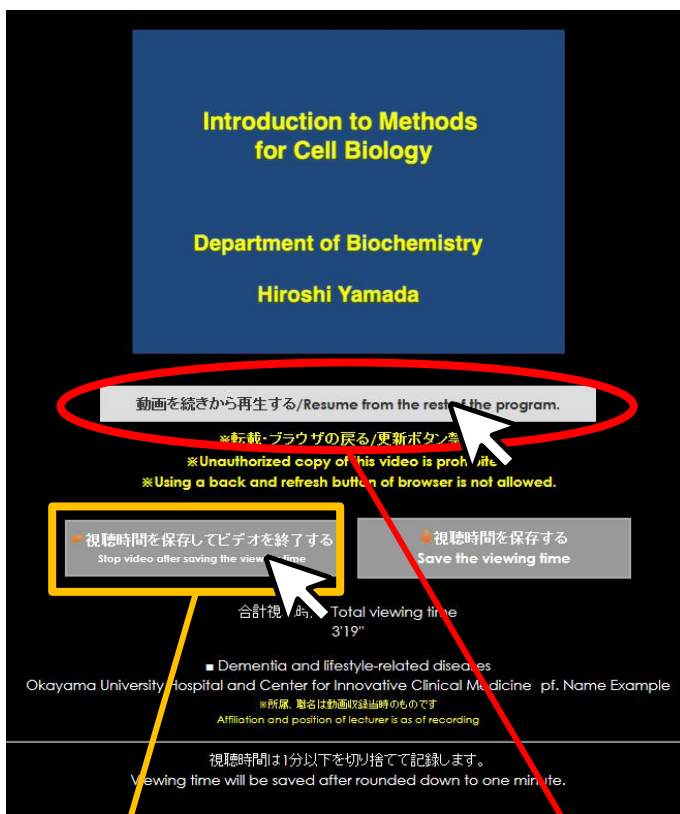 Introduction to Methods
for Cell Biology
Department of Biochemistry
Hiroshi Yamada
動画を続きから再生する/Resume from the rest of the program.
※転載・ブラウザの戻る/更新ボタン
※Unauthorized copy of this video is
※Using a back and refresh button of browser is not allowed.
視聴時間を保存してビデオを終了する
Stop video after saving the viewing time
視聴時間を保存する
Save the viewing time
合計視 Total viewing time
3'19"
■ Dementia and lifestyle-related diseases
Okayama University Hospital and Center for Innovative Clinical Medicine pf. Name Example
※所属、職名は動画収録当時のものです
Affiliation and position of lecturer is as of recording
視聴時間は1分以下を切り捨てて記録します。
Viewing time will be saved after rounded down to one minute.